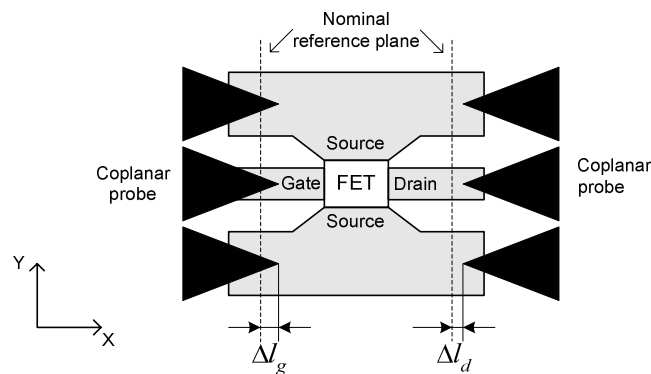 Nominal
reference plane
Source
Coplanar
probe
Gate
FET
Drain
Coplanar
probe
Source
Y
X
Δl_g
Δl_d